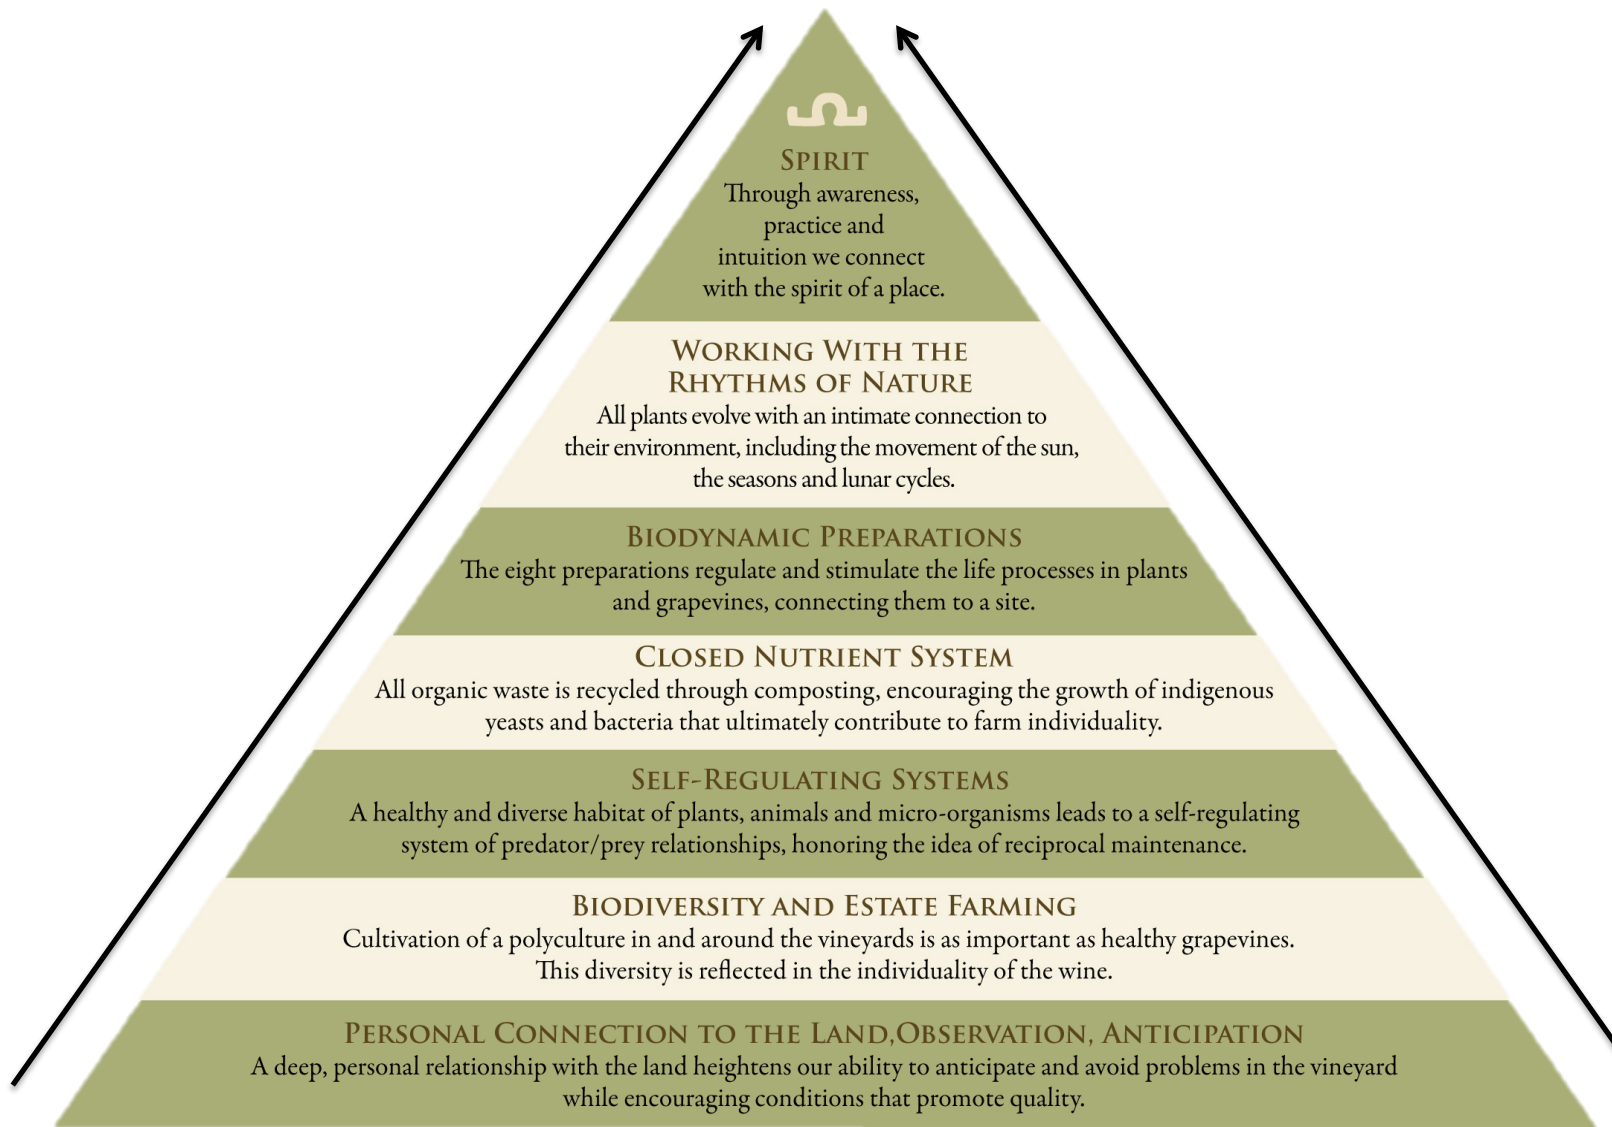 Spirit
Through awareness,
practice and
intuition we connect
with the spirit of a place.
Working With the
Rhythms of Nature
All plants evolve with an intimate connection to
their environment, including the movement of the sun,
the seasons and lunar cycles.
Biodynamic Preparations
The eight preparations regulate and stimulate the life processes in plants
and grapevines, connecting them to a site.
Closed Nutrient System
All organic waste is recycled through composting, encouraging the growth of indigenous
yeasts and bacteria that ultimately contribute to farm individuality.
Self-Regulating Systems
A healthy and diverse habitat of plants, animals and micro-organisms leads to a self-regulating
system of predator/prey relationships, honoring the idea of reciprocal maintenance.
Biodiversity and Estate Farming
Cultivation of a polyculture in and around the vineyards is as important as healthy grapevines.
This diversity is reflected in the individuality of the wine.
Personal Connection to the Land,Observation, Anticipation
A deep, personal relationship with the land heightens our ability to anticipate and avoid problems in the vineyard
while encouraging conditions that promote quality.